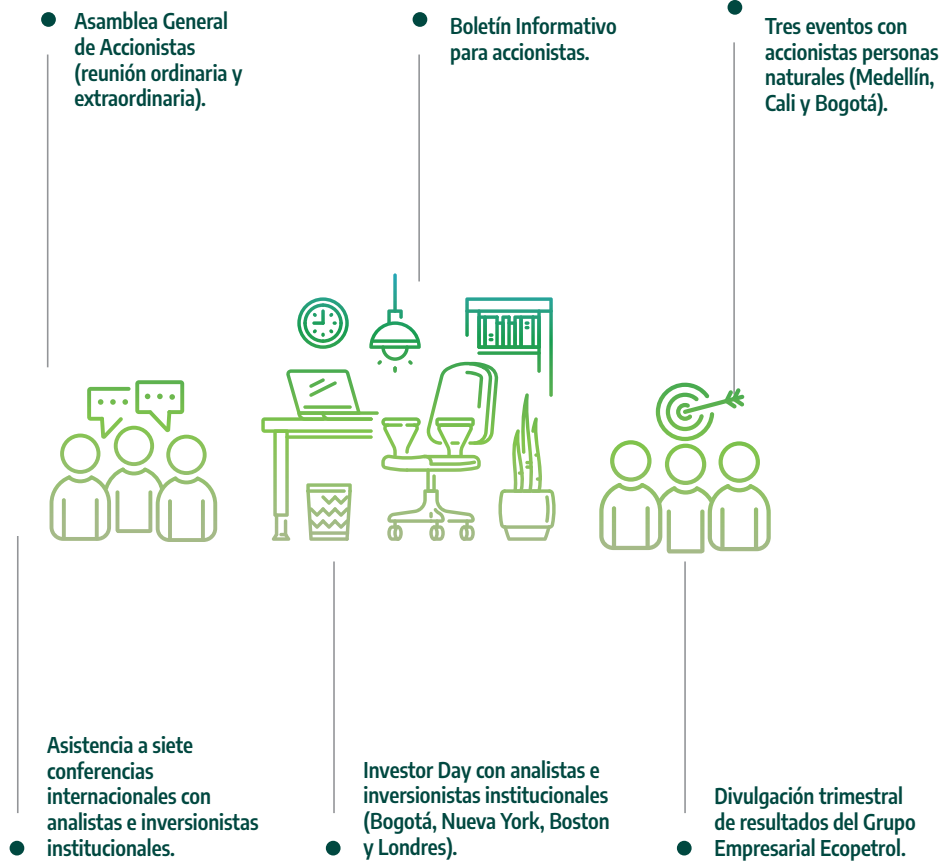 Asamblea General
de Accionistas
(reunión ordinaria y
extraordinaria).
Boletín Informativo
para accionistas.
Tres eventos con
accionistas personas
naturales (Medellín,
Cali y Bogotá).
Asistencia a siete
conferencias
internacionales con
analistas e inversionistas
institucionales.
Investor Day con analistas e
inversionistas institucionales
(Bogotá, Nueva York, Boston
y Londres).
Divulgación trimestral
de resultados del Grupo
Empresarial Ecopetrol.